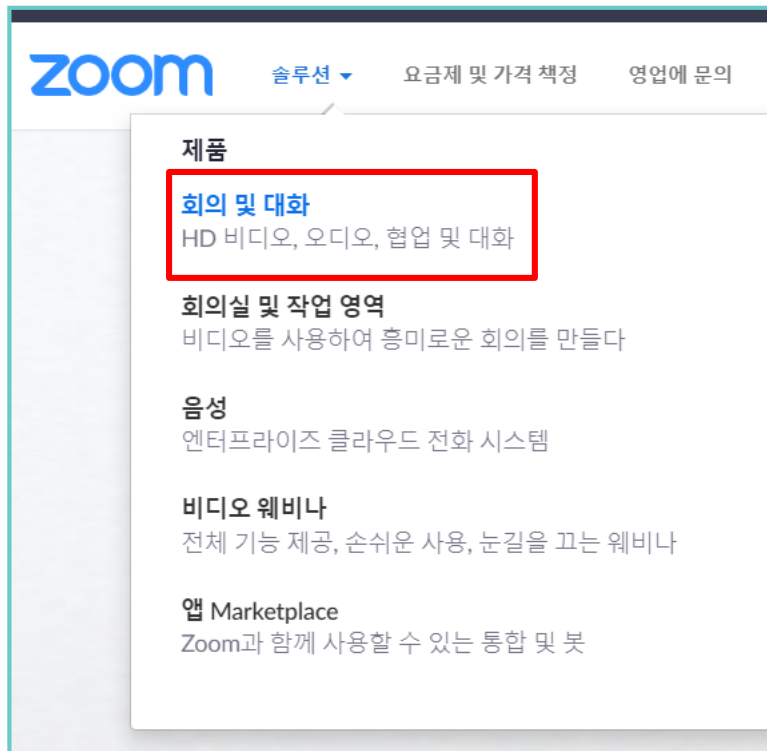 zoom 솔루션 요금제 및 가격 책정 영업에 문의
제품
회의 및 대화
HD 비디오, 오디오, 협업 및 대화
회의실 및 작업 영역
비디오를 사용하여 흥미로운 회의를 만들다
음성
엔터프라이즈 클라우드 전화 시스템
비디오 웨비나
전체 기능 제공, 손쉬운 사용, 눈길을 끄는 웨비나
앱 Marketplace
Zoom과 함께 사용할 수 있는 통합 및 봇